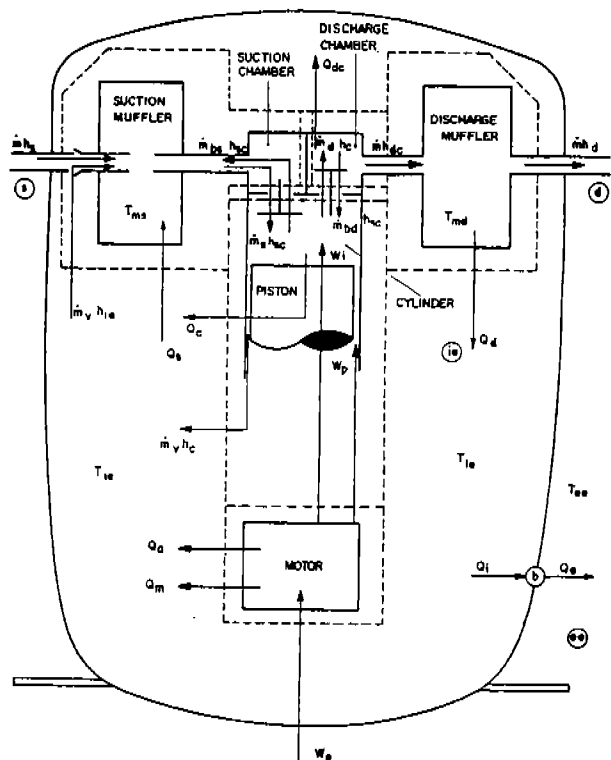 DISCHARGE
CHAMBER
SUCTION
CHAMBER
Q_dc
SUCTION
MUFFLER
DISCHARGE
MUFFLER
ṁh_s
ṁ_bs h_sc
ṁ_d h_c
ṁh_dc
ṁh_d
s
d
T_ms
ṁ_s h_sc
ṁ_bd
h_sc
T_md
W_i
PISTON
CYLINDER
ṁ_v h_ie
Q_c
Q_s
ie
Q_d
W_p
ṁ_v h_c
T_ie
T_ie
T_ee
Q_a
MOTOR
Q_m
Q_i
b
Q_e
ee
W_e